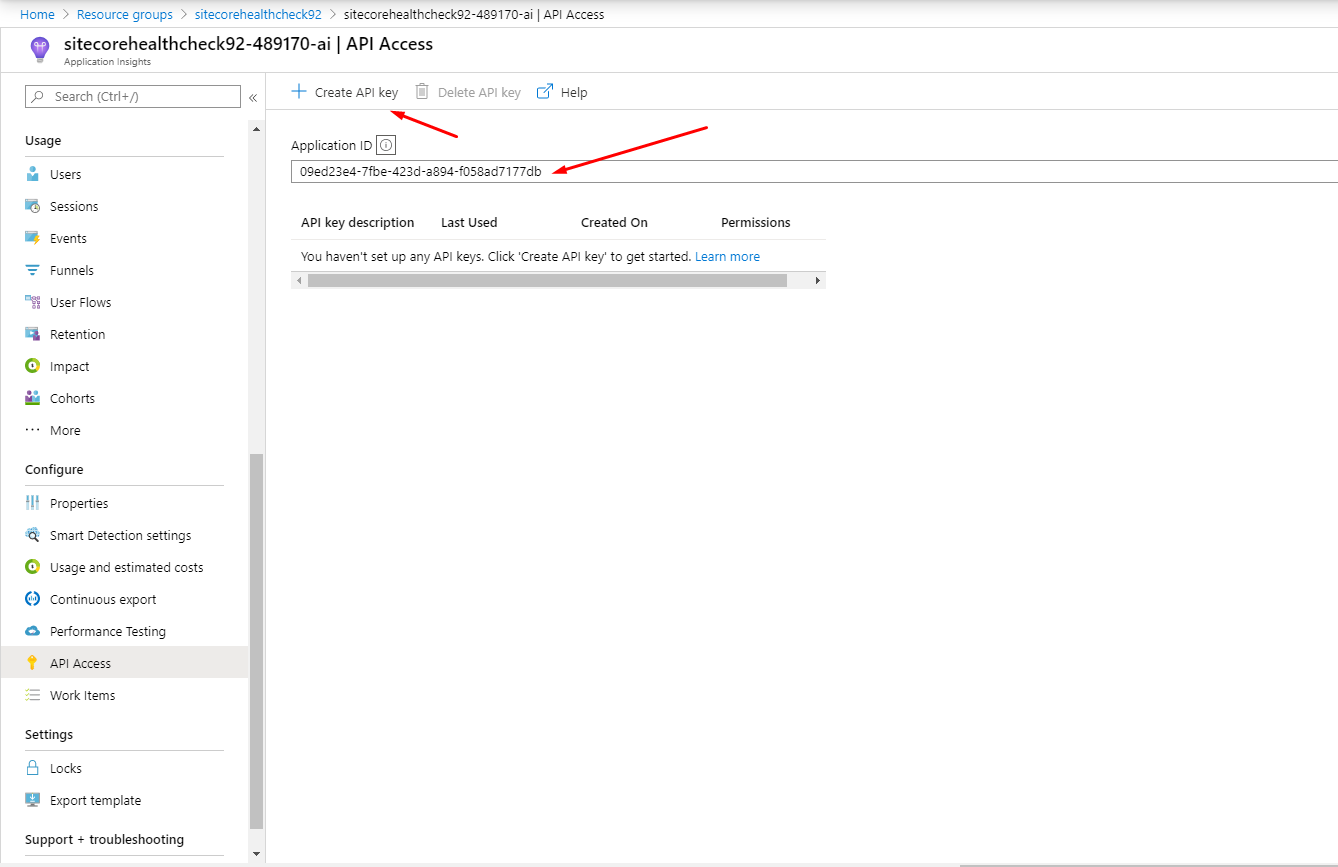 Home > Resource groups > sitecorehealthcheck92 > sitecorehealthcheck92-489170-ai | API Access
sitecorehealthcheck92-489170-ai | API Access
Application Insights
Search (Ctrl+/)
«
Create API key
Delete API key
Help
Usage
Users
Sessions
Events
Funnels
User Flows
Retention
Impact
Cohorts
More
Configure
Properties
Smart Detection settings
Usage and estimated costs
Continuous export
Performance Testing
API Access
Work Items
Settings
Locks
Export template
Support + troubleshooting
Application ID
09ed23e4-7fbe-423d-a894-f058ad7177db
API key description Last Used Created On Permissions
You haven't set up any API keys. Click 'Create API key' to get started. Learn more